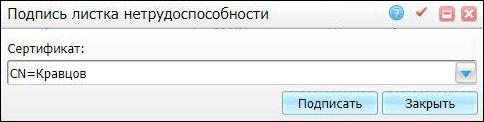 Подпись листка нетрудоспособности
Сертификат:
CN=Кравцов
Подписать Закрыть